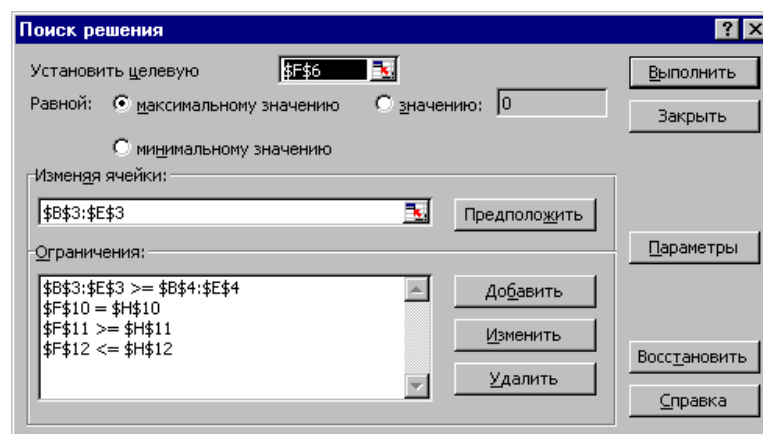 Поиск решения
Установить целевую $F$6 Выполнить
Равной: максимальному значению значению: 0 Закрыть
минимальному значению
Изменяя ячейки:
$B$3:$E$3 Предположить
Ограничения: Параметры
$B$3:$E$3 >= $B$4:$E$4 Добавить
$F$10 = $H$10
$F$11 >= $H$11 Изменить
$F$12 <= $H$12 Восстановить
Удалить
Справка